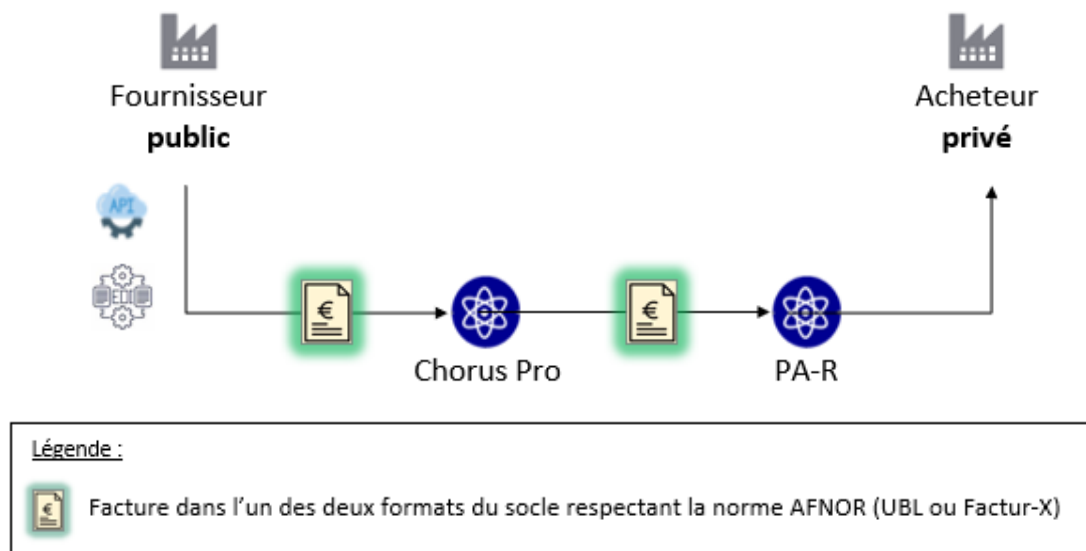 Fournisseur
public
Acheteur
privé
API
EDI
€
€
Chorus Pro
PA-R
Légende :
€
Facture dans l'un des deux formats du socle respectant la norme AFNOR (UBL ou Factur-X)